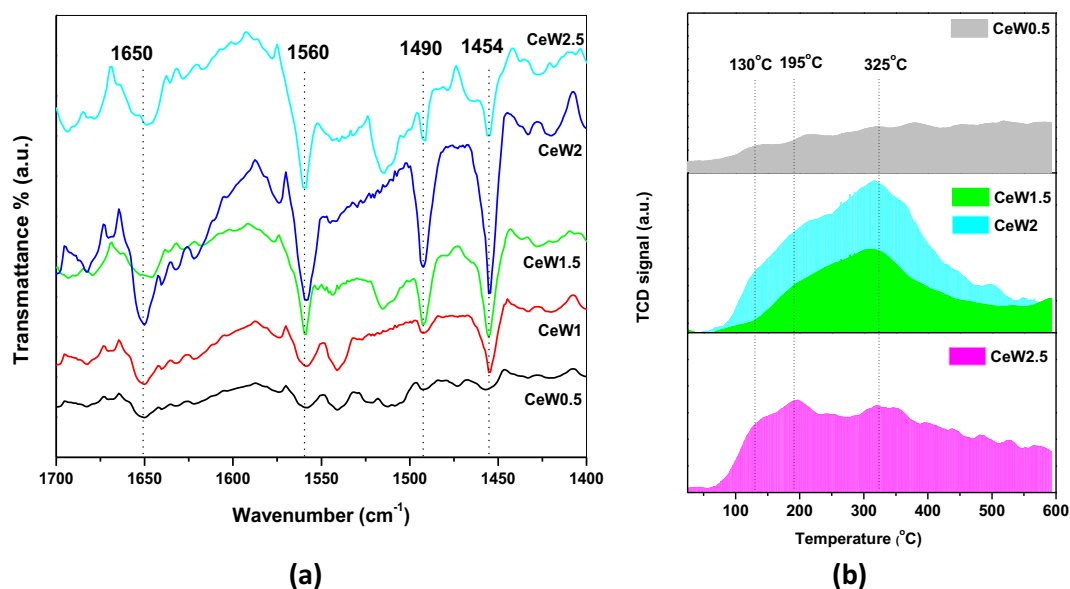 1650
1560
1490
1454
CeW2.5
CeW2
CeW1.5
CeW1
CeW0.5
Transmattance % (a.u.)
1700
1650
1600
1550
1500
1450
1400
Wavenumber (cm⁻¹)
(a)
CeW0.5
130°C
195°C
325°C
CeW1.5
CeW2
CeW2.5
TCD signal (a.u.)
100
200
300
400
500
600
Temperature (°C)
(b)